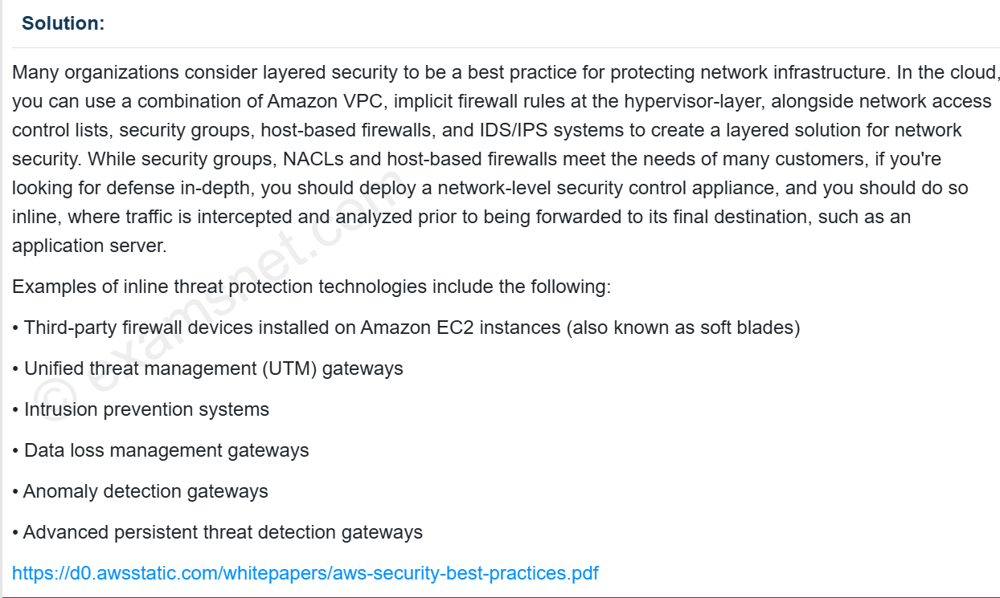 Solution:
Many organizations consider layered security to be a best practice for protecting network infrastructure. In the cloud,
you can use a combination of Amazon VPC, implicit firewall rules at the hypervisor-layer, alongside network access
control lists, security groups, host-based firewalls, and IDS/IPS systems to create a layered solution for network
security. While security groups, NACLs and host-based firewalls meet the needs of many customers, if you're
looking for defense in-depth, you should deploy a network-level security control appliance, and you should do so
inline, where traffic is intercepted and analyzed prior to being forwarded to its final destination, such as an
application server.
Examples of inline threat protection technologies include the following:
• Third-party firewall devices installed on Amazon EC2 instances (also known as soft blades)
• Unified threat management (UTM) gateways
• Intrusion prevention systems
• Data loss management gateways
• Anomaly detection gateways
• Advanced persistent threat detection gateways
https://d0.awsstatic.com/whitepapers/aws-security-best-practices.pdf
© examsnet.com